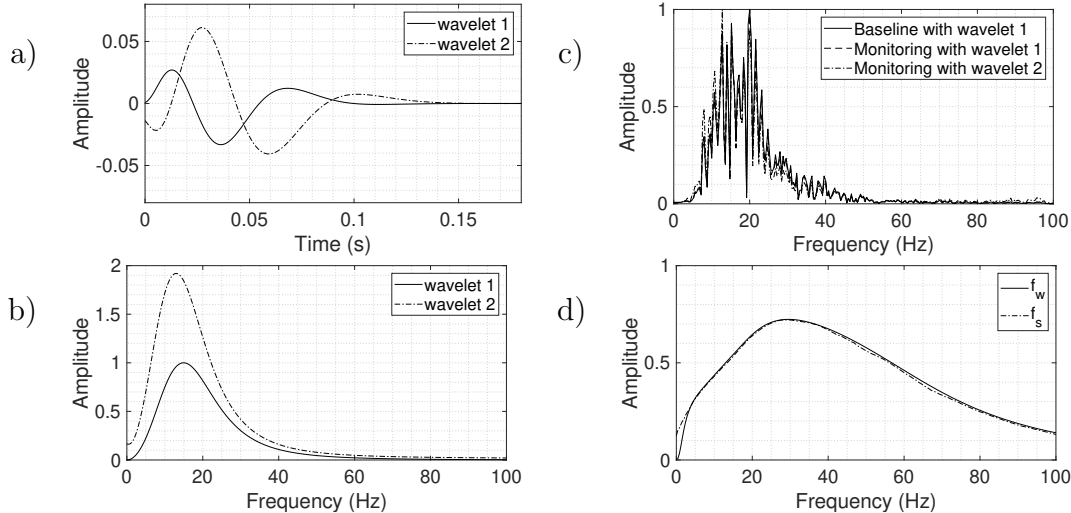 a)
Amplitude
0.05
0
-0.05
0
0.05
0.1
0.15
Time (s)
wavelet 1
wavelet 2
c)
Amplitude
1
0.5
0
0
20
40
60
80
100
Frequency (Hz)
Baseline with wavelet 1
Monitoring with wavelet 1
Monitoring with wavelet 2
b)
Amplitude
2
1.5
1
0.5
0
0
20
40
60
80
100
Frequency (Hz)
wavelet 1
wavelet 2
d)
Amplitude
1
0.5
0
0
20
40
60
80
100
Frequency (Hz)
f_w
f_s